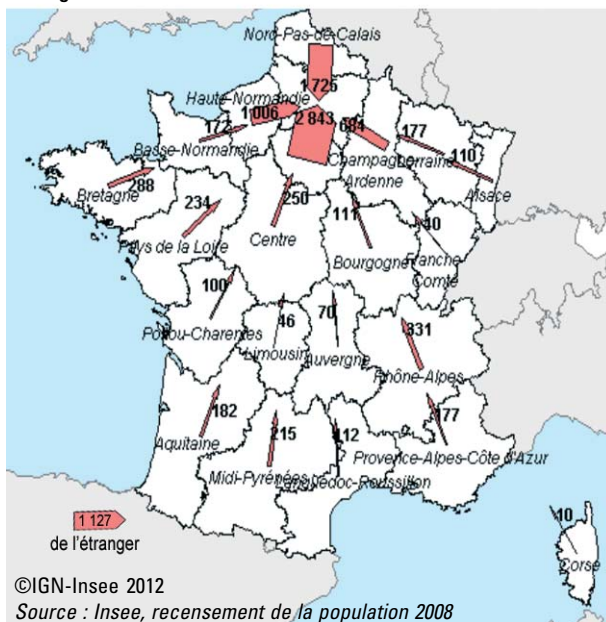 Nord-Pas-de-Calais
1 725
Haute-Normandie
1 006
2 843
684
172
Basse-Normandie
Champagne
Ardenne
177
Lorraine
110
Alsace
Bretagne
288
234
Pays de la Loire
250
Centre
111
Bourgogne
40
Franche
Comté
100
Poitou-Charentes
46
Limousin
70
Auvergne
331
Rhône-Alpes
182
Aquitaine
215
Midi-Pyrénées
112
Languedoc-Roussillon
177
Provence-Alpes-Côte d'Azur
10
Corse
1 127
de l'étranger
©IGN-Insee 2012
Source : Insee, recensement de la population 2008